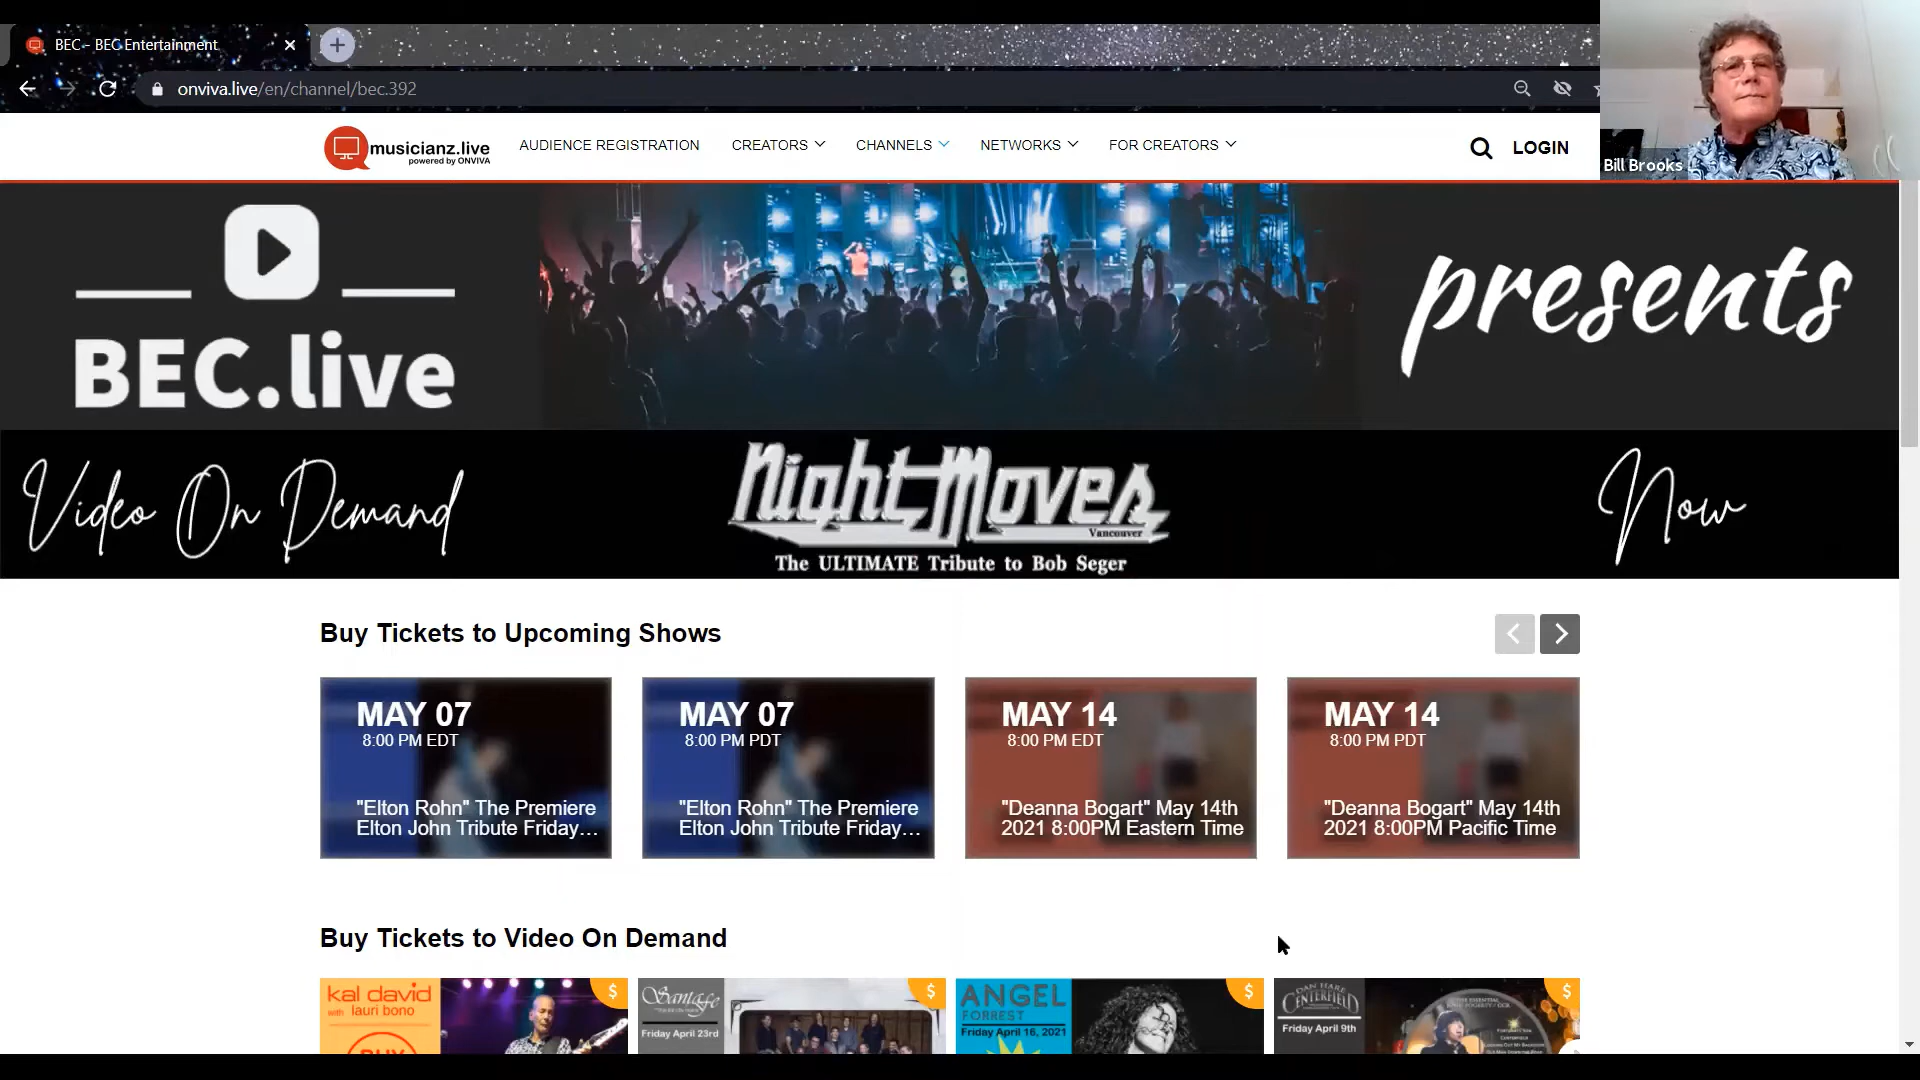 BEC – BEC Entertainment
onviva.live/en/channel/bec.392
musicianz.live
powered by ONVIVA
AUDIENCE REGISTRATION
CREATORS
CHANNELS
NETWORKS
FOR CREATORS
LOGIN
Bill Brooks
BEC.live
presents
Video On Demand
Night Moves
Vancouver
The ULTIMATE Tribute to Bob Seger
Now
Buy Tickets to Upcoming Shows
MAY 07
8:00 PM EDT
"Elton Rohn" The Premiere
Elton John Tribute Friday…
MAY 07
8:00 PM PDT
"Elton Rohn" The Premiere
Elton John Tribute Friday…
MAY 14
8:00 PM EDT
"Deanna Bogart" May 14th
2021 8:00PM Eastern Time
MAY 14
8:00 PM PDT
"Deanna Bogart" May 14th
2021 8:00PM Pacific Time
Buy Tickets to Video On Demand
kal david
with lauri bono
BUY
$
Santa Fe
Friday April 23rd
$
ANGEL
FORREST
Friday April 16, 2021
$
DAN HARE
CENTERFIELD
Friday April 9th
$